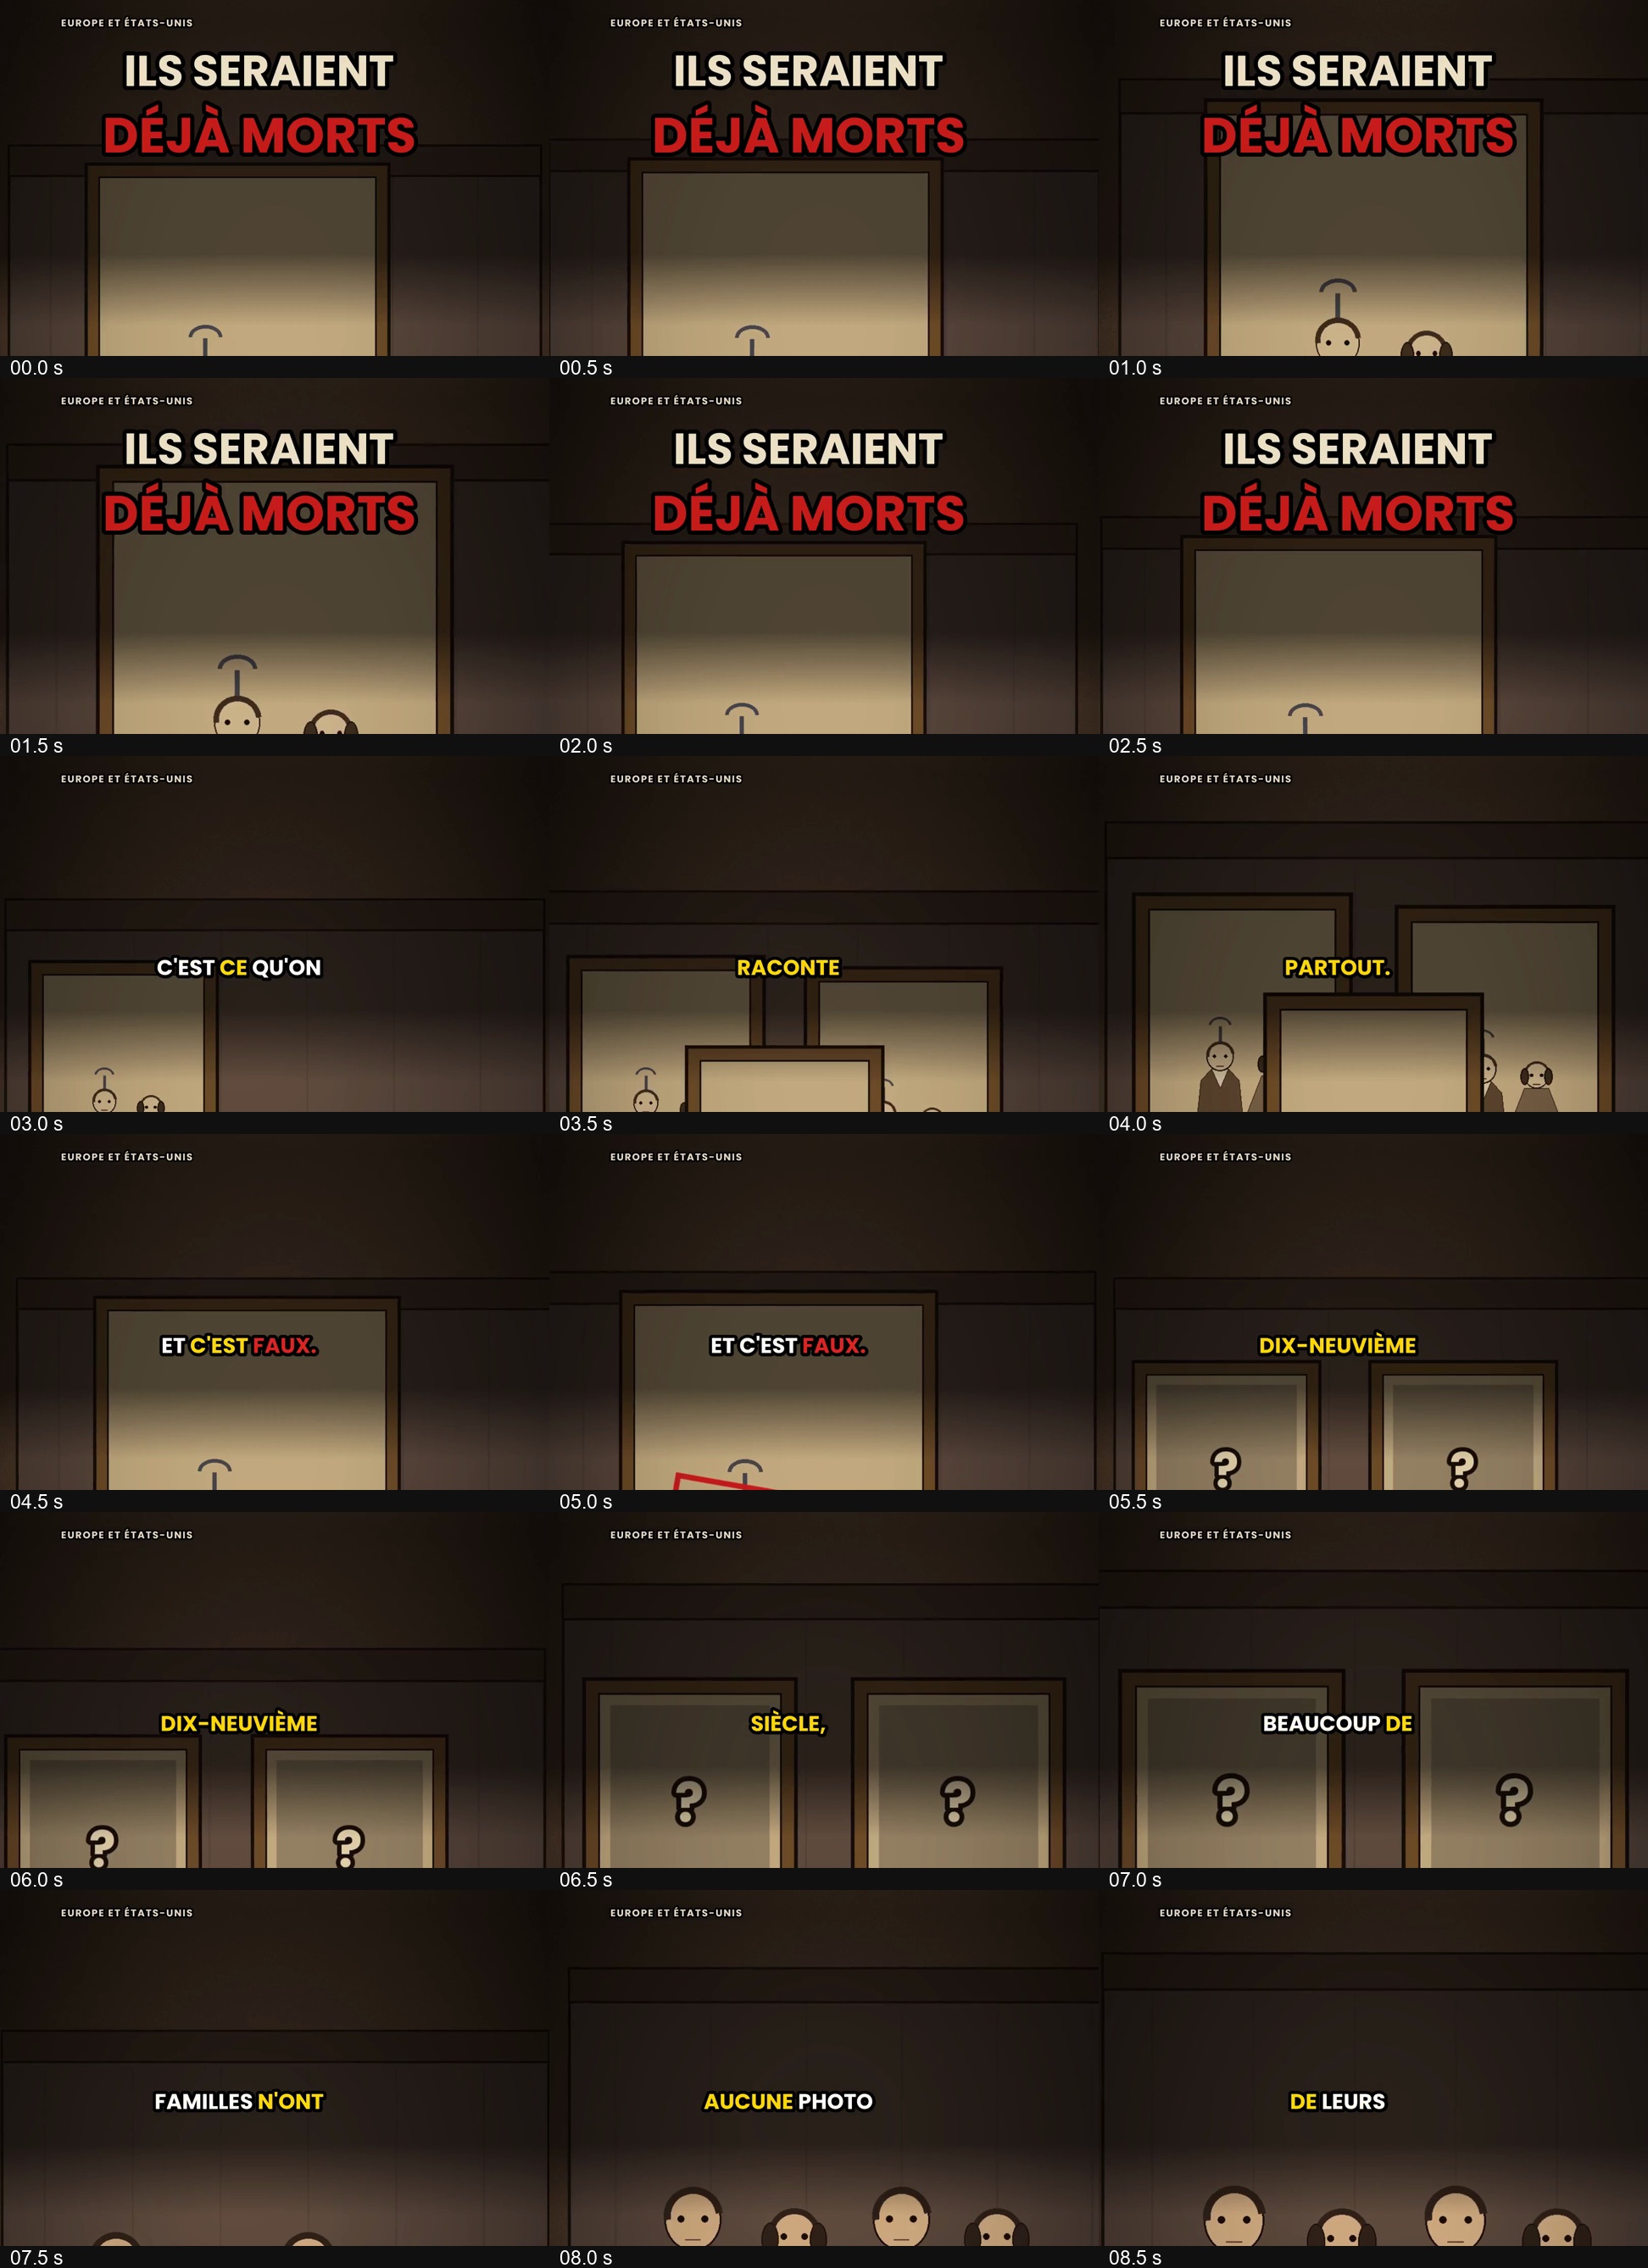 EUROPE ET ÉTATS-UNIS
ILS SERAIENT
DÉJÀ MORTS
00.0 s
EUROPE ET ÉTATS-UNIS
ILS SERAIENT
DÉJÀ MORTS
00.5 s
EUROPE ET ÉTATS-UNIS
ILS SERAIENT
DÉJÀ MORTS
01.0 s
EUROPE ET ÉTATS-UNIS
ILS SERAIENT
DÉJÀ MORTS
01.5 s
EUROPE ET ÉTATS-UNIS
ILS SERAIENT
DÉJÀ MORTS
02.0 s
EUROPE ET ÉTATS-UNIS
ILS SERAIENT
DÉJÀ MORTS
02.5 s
EUROPE ET ÉTATS-UNIS
C'EST CE QU'ON
03.0 s
EUROPE ET ÉTATS-UNIS
RACONTE
03.5 s
EUROPE ET ÉTATS-UNIS
PARTOUT.
04.0 s
EUROPE ET ÉTATS-UNIS
ET C'EST FAUX.
04.5 s
EUROPE ET ÉTATS-UNIS
ET C'EST FAUX.
05.0 s
EUROPE ET ÉTATS-UNIS
DIX-NEUVIÈME
? ?
05.5 s
EUROPE ET ÉTATS-UNIS
DIX-NEUVIÈME
? ?
06.0 s
EUROPE ET ÉTATS-UNIS
SIÈCLE,
? ?
06.5 s
EUROPE ET ÉTATS-UNIS
BEAUCOUP DE
? ?
07.0 s
EUROPE ET ÉTATS-UNIS
FAMILLES N'ONT
07.5 s
EUROPE ET ÉTATS-UNIS
AUCUNE PHOTO
08.0 s
EUROPE ET ÉTATS-UNIS
DE LEURS
08.5 s